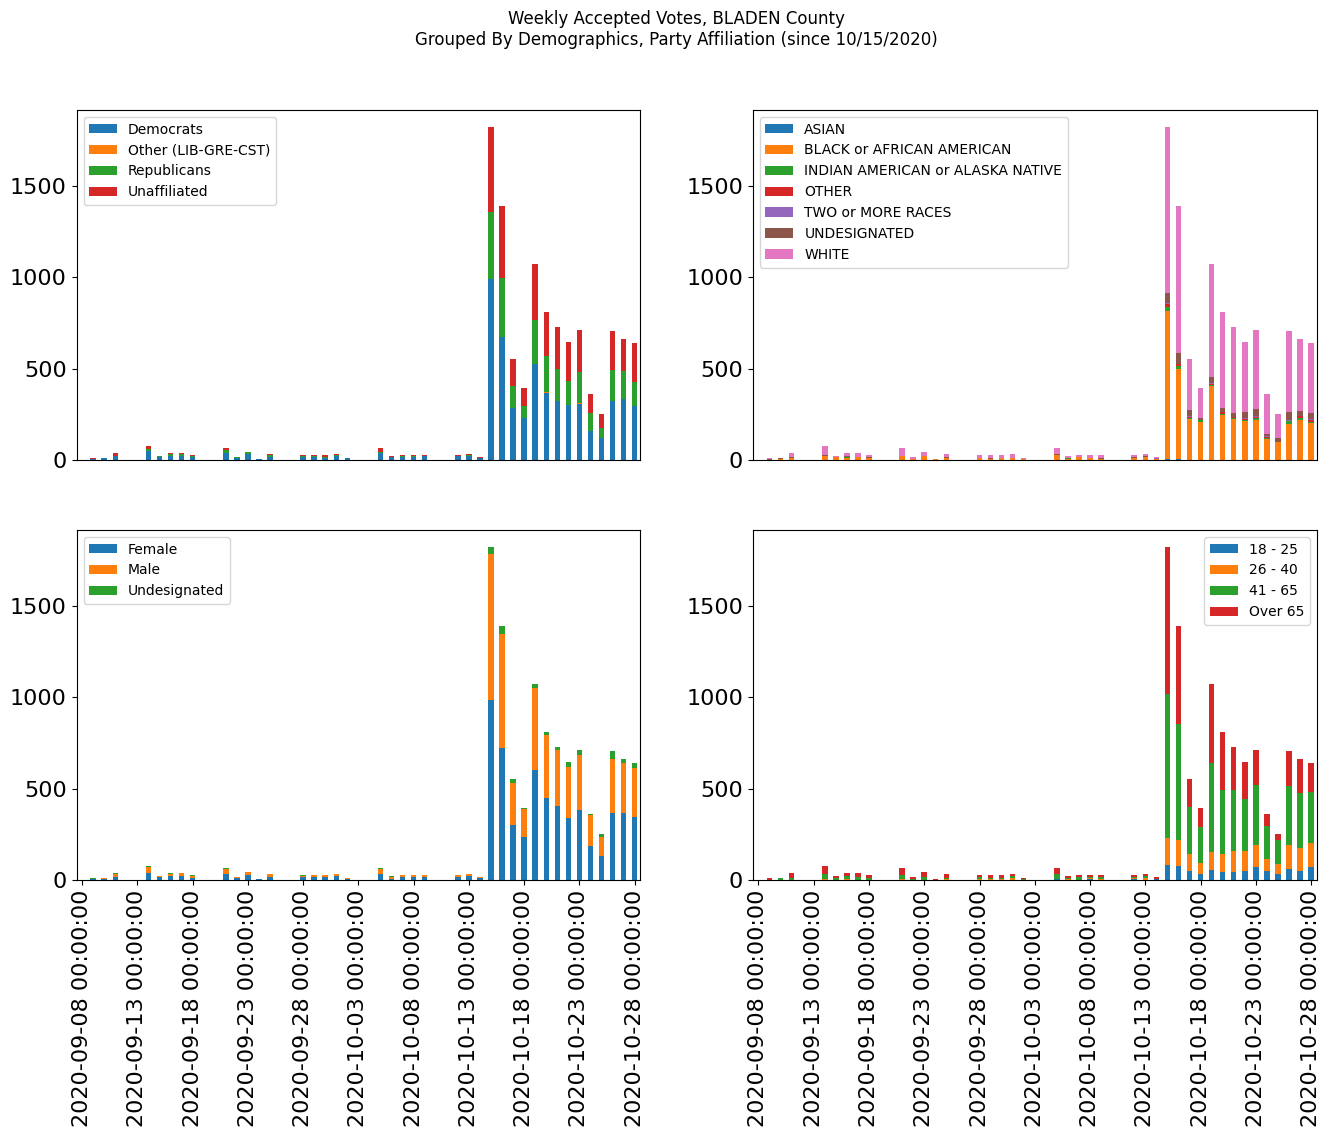 Weekly Accepted Votes, BLADEN County
Grouped By Demographics, Party Affiliation (since 10/15/2020)
Democrats
Other (LIB-GRE-CST)
Republicans
Unaffiliated
1500
1000
500
0
ASIAN
BLACK or AFRICAN AMERICAN
INDIAN AMERICAN or ALASKA NATIVE
OTHER
TWO or MORE RACES
UNDESIGNATED
WHITE
1500
1000
500
0
Female
Male
Undesignated
1500
1000
500
0
2020-09-08 00:00:00
2020-09-13 00:00:00
2020-09-18 00:00:00
2020-09-23 00:00:00
2020-09-28 00:00:00
2020-10-03 00:00:00
2020-10-08 00:00:00
2020-10-13 00:00:00
2020-10-18 00:00:00
2020-10-23 00:00:00
2020-10-28 00:00:00
18 - 25
26 - 40
41 - 65
Over 65
1500
1000
500
0
2020-09-08 00:00:00
2020-09-13 00:00:00
2020-09-18 00:00:00
2020-09-23 00:00:00
2020-09-28 00:00:00
2020-10-03 00:00:00
2020-10-08 00:00:00
2020-10-13 00:00:00
2020-10-18 00:00:00
2020-10-23 00:00:00
2020-10-28 00:00:00